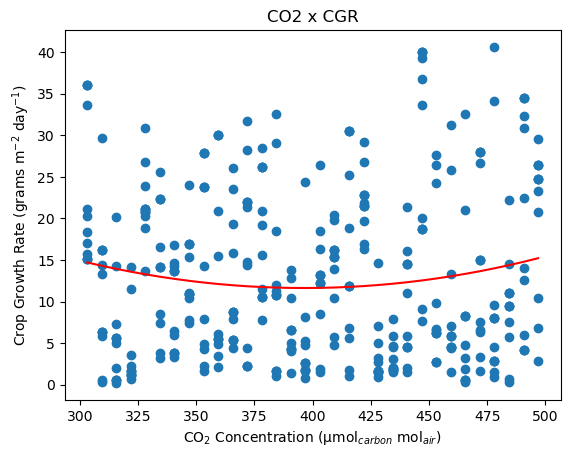 CO2 x CGR
Crop Growth Rate (grams m⁻² day⁻¹)
40
35
30
25
20
15
10
5
0
300 325 350 375 400 425 450 475 500
CO₂ Concentration (μmol_carbon mol_air)